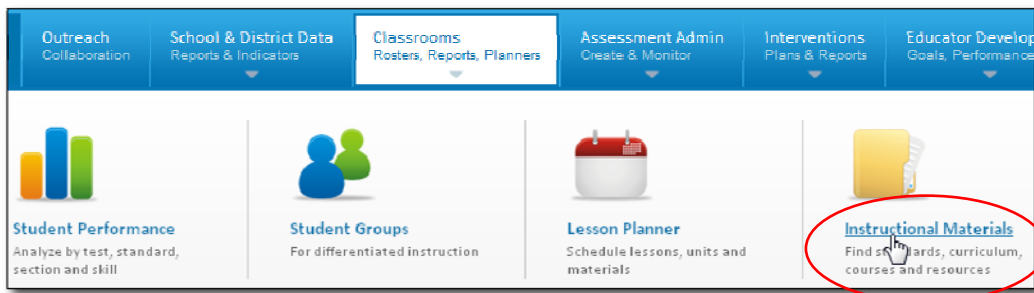 Outreach
Collaboration
School & District Data
Reports & Indicators
Classrooms
Rosters, Reports, Planners
Assessment Admin
Create & Monitor
Interventions
Plans & Reports
Educator Develop
Goals, Performance
Student Performance
Analyze by test, standard,
section and skill
Student Groups
For differentiated instruction
Lesson Planner
Schedule lessons, units and
materials
Instructional Materials
Find curriculum,
courses and resources